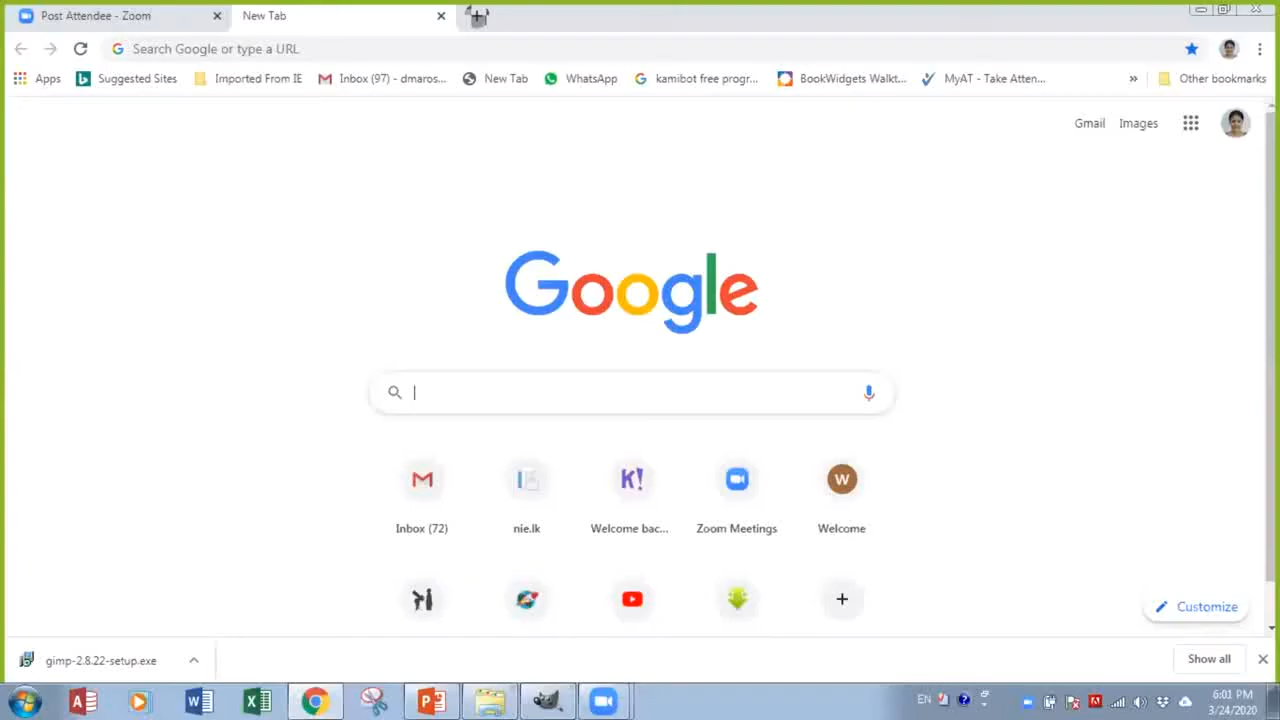 Post Attendee - Zoom
New Tab
Search Google or type a URL
Apps
Suggested Sites
Imported From IE
Inbox (97) - dmaros...
New Tab
WhatsApp
kamibot free progr...
BookWidgets Walkt...
MyAT - Take Atten...
»
Other bookmarks
Gmail
Images
Google
K!
W
Inbox (72)
nie.lk
Welcome bac...
Zoom Meetings
Welcome
Customize
gimp-2.8.22-setup.exe
Show all
EN
6:01 PM
3/24/2020